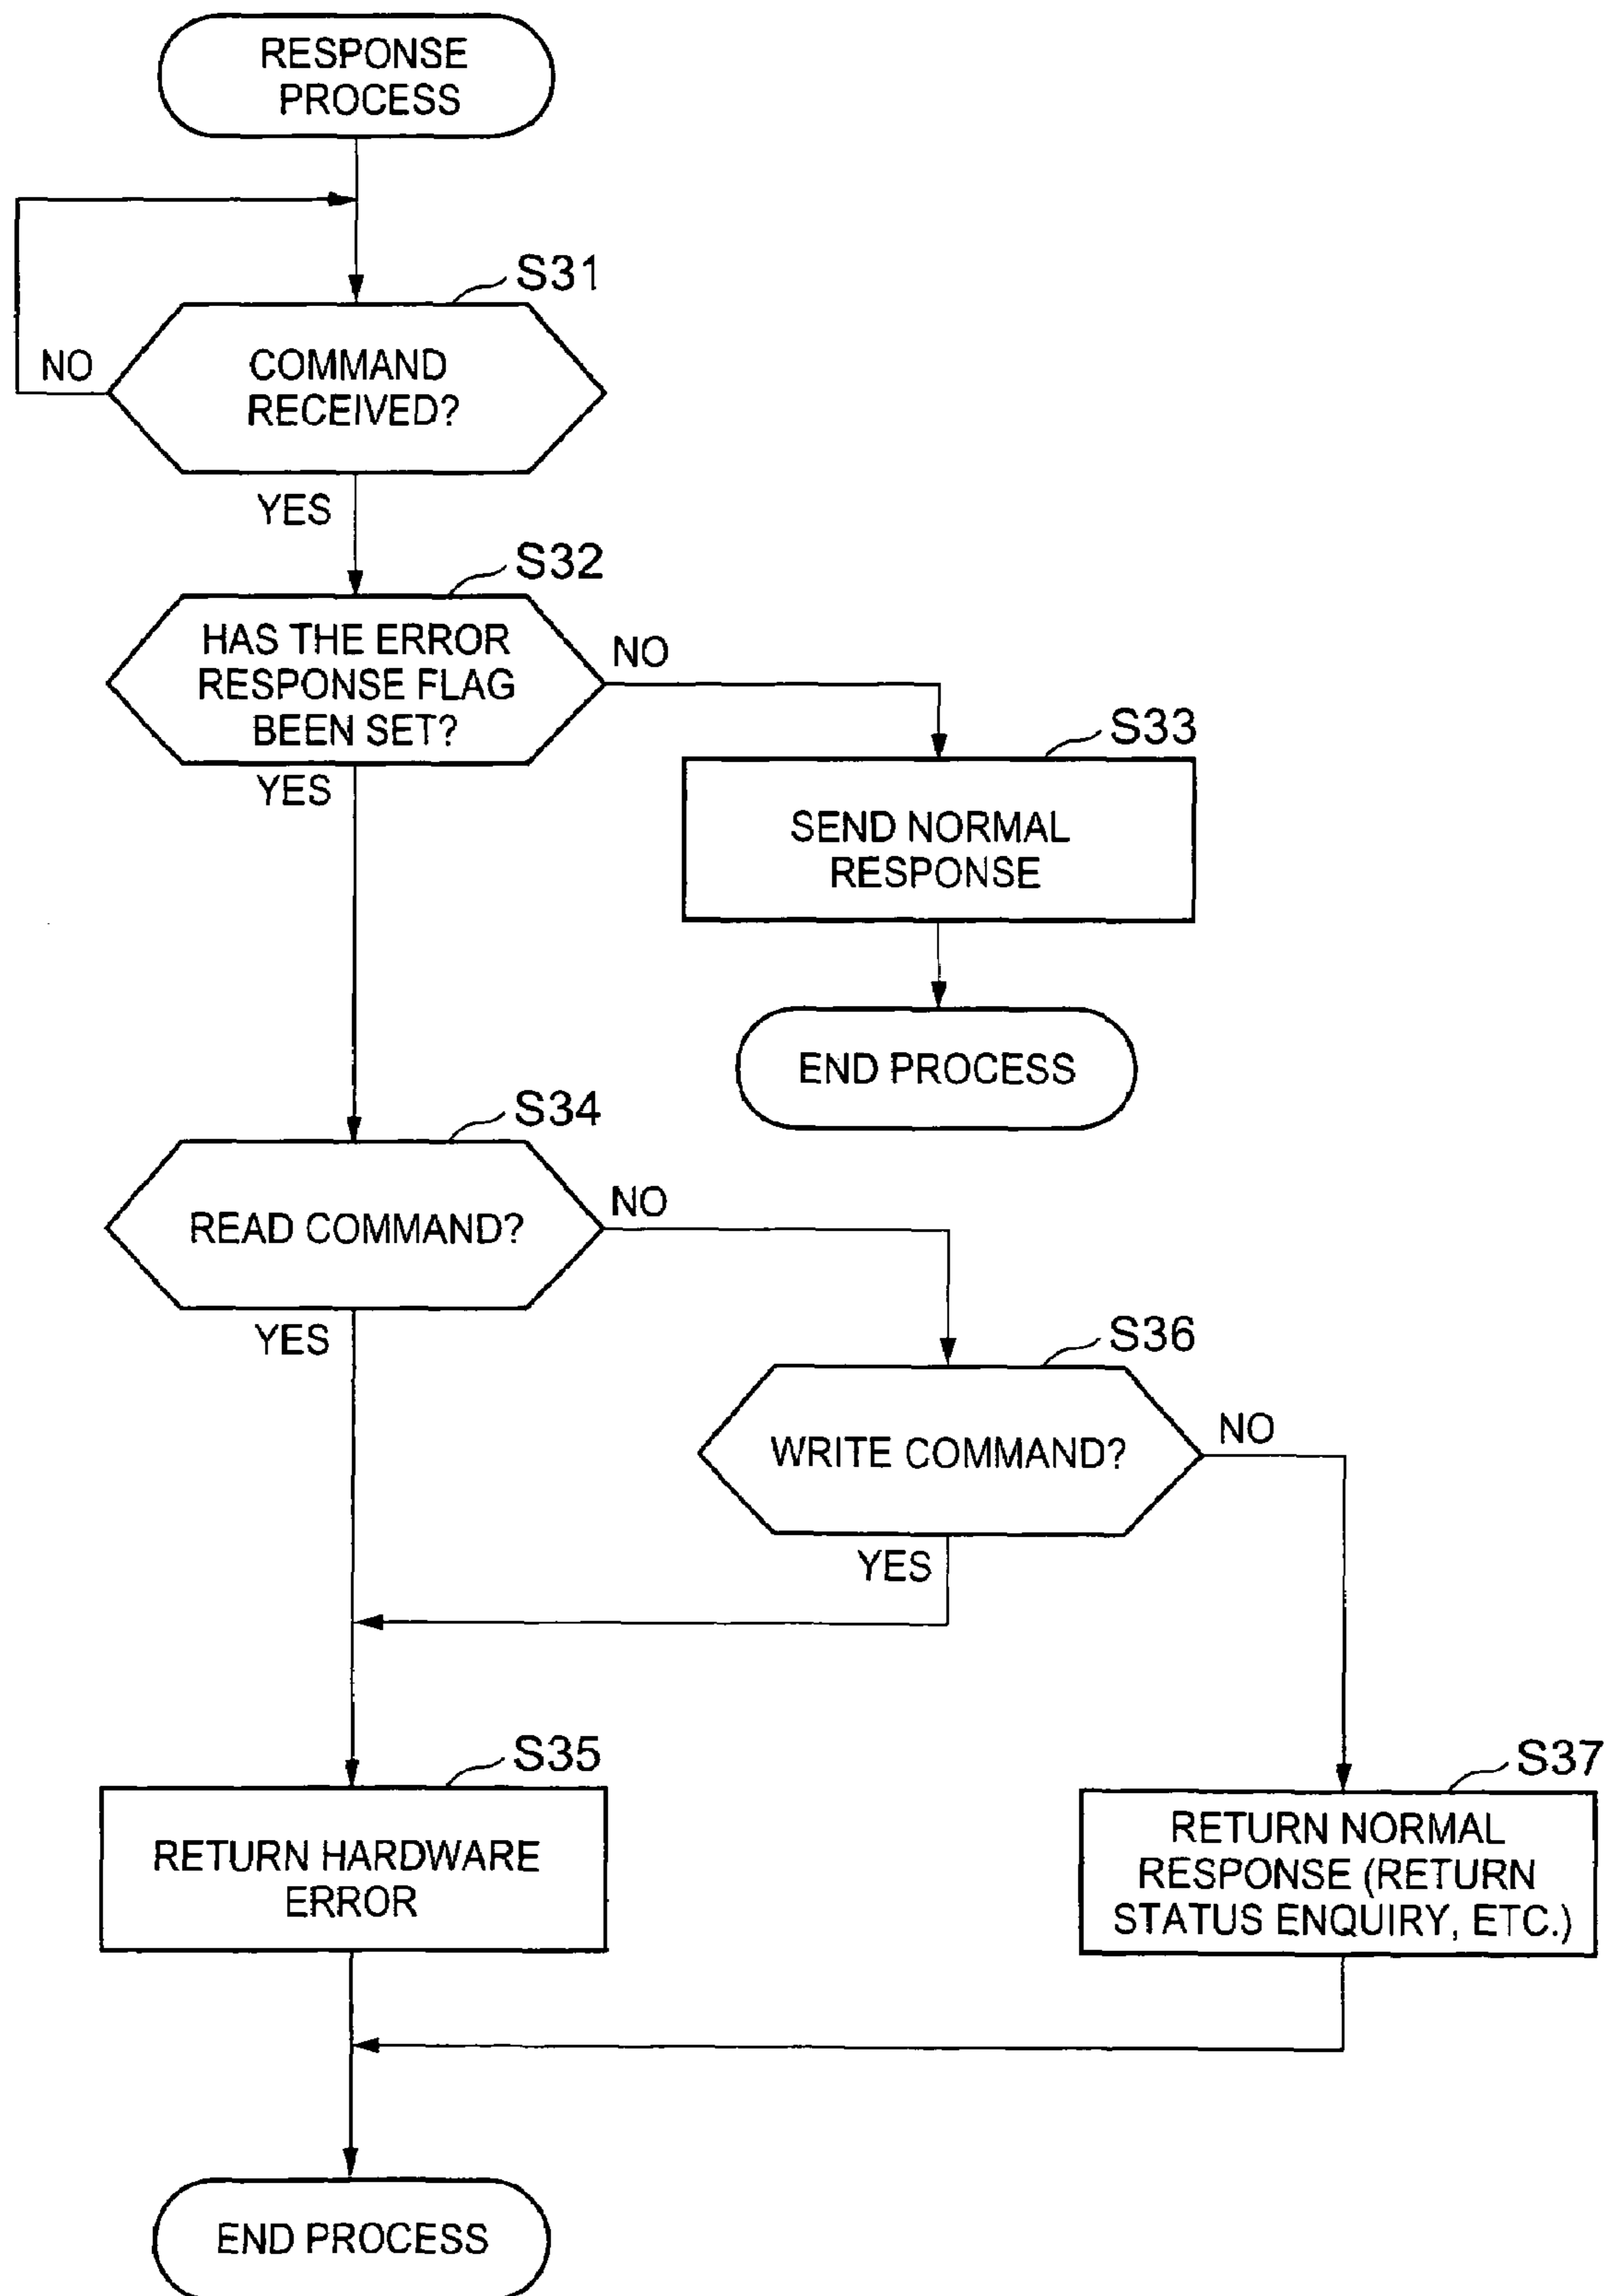 RESPONSE
PROCESS
S31
NO
COMMAND
RECEIVED?
YES
S32
HAS THE ERROR
RESPONSE FLAG
BEEN SET?
NO
YES
S33
SEND NORMAL
RESPONSE
END PROCESS
S34
READ COMMAND?
NO
YES
S36
WRITE COMMAND?
NO
YES
S35
RETURN HARDWARE
ERROR
S37
RETURN NORMAL
RESPONSE (RETURN
STATUS ENQUIRY, ETC.)
END PROCESS